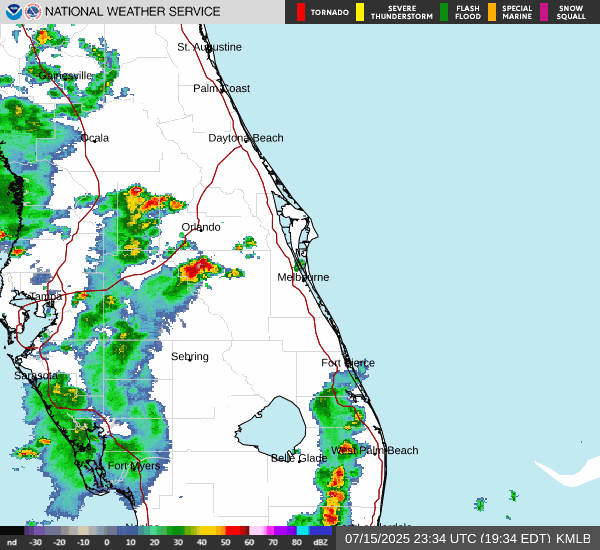 NATIONAL WEATHER SERVICE
TORNADO
SEVERE THUNDERSTORM
FLASH FLOOD
SPECIAL MARINE
SNOW SQUALL
St. Augustine
Gainesville
Palm Coast
Ocala
Daytona Beach
Orlando
Melbourne
Tampa
Sebring
Fort Pierce
Sarasota
West Palm Beach
Belle Glade
Fort Myers
nd -30 -20 -10 0 10 20 30 40 50 60 70 80 dBZ
07/15/2025 23:34 UTC (19:34 EDT) KMLB